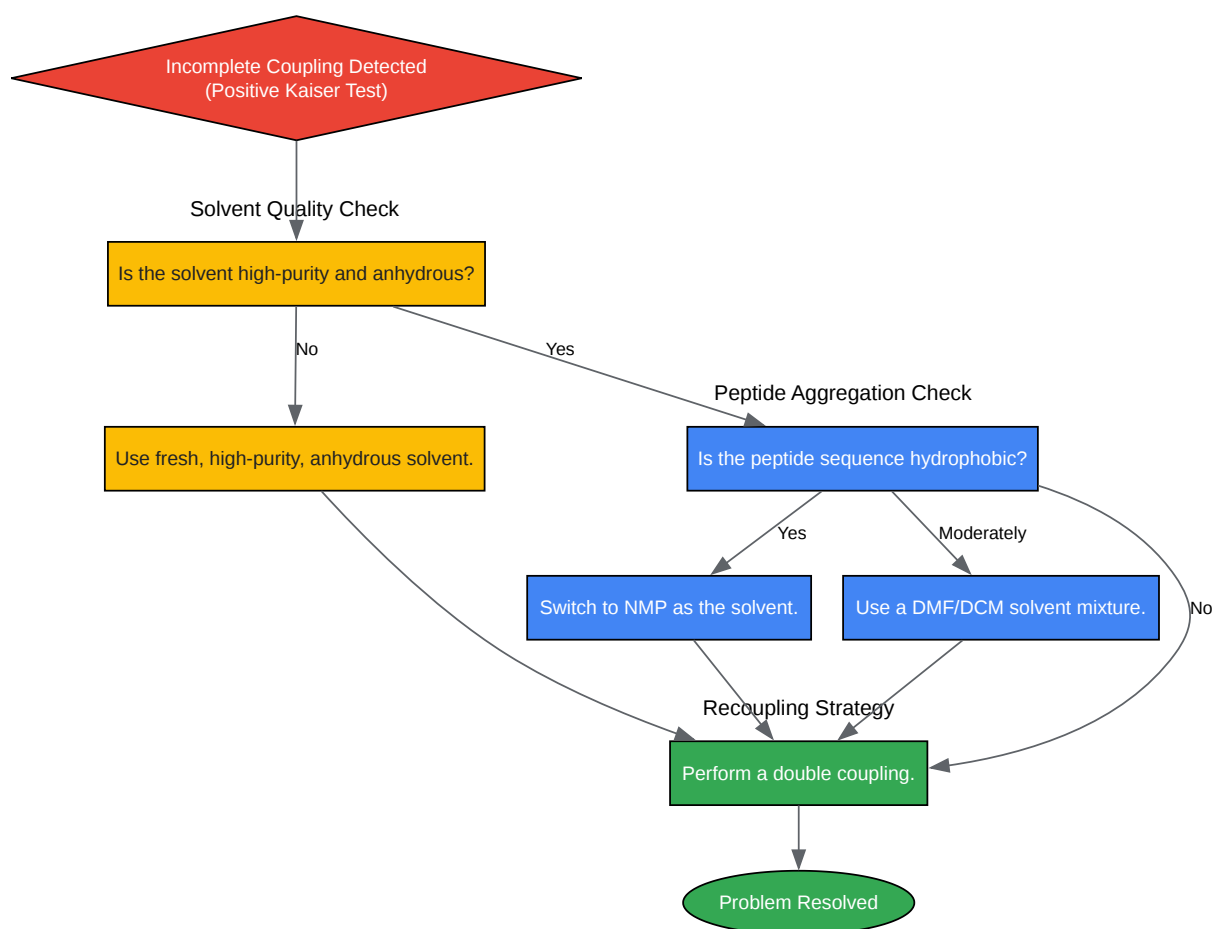 Incomplete Coupling Detected
(Positive Kaiser Test)
Solvent Quality Check
Is the solvent high-purity and anhydrous?
No
Yes
Peptide Aggregation Check
Use fresh, high-purity, anhydrous solvent.
Is the peptide sequence hydrophobic?
Yes
Moderately
Switch to NMP as the solvent.
Use a DMF/DCM solvent mixture.
No
Recoupling Strategy
Perform a double coupling.
Problem Resolved